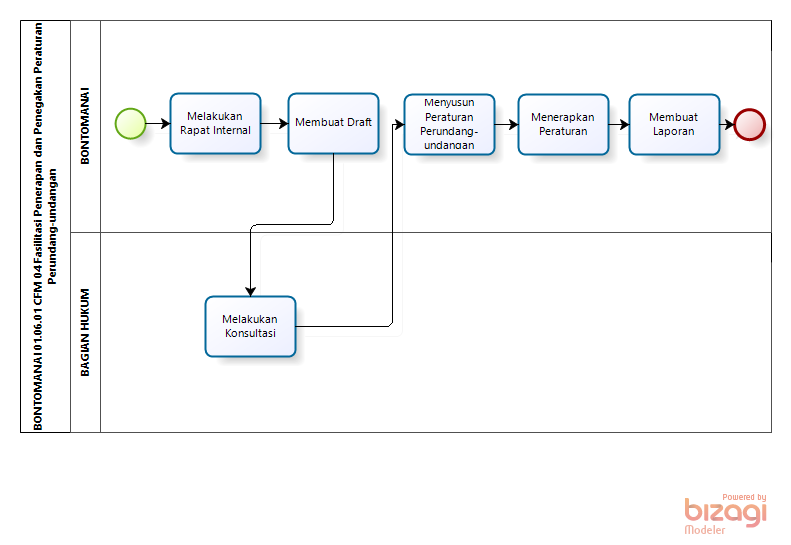 BONTOMANAI 01.06.01 CFM 04 Fasilitasi Penerapan dan Penegakan Peraturan
Perundang-undangan
BONTOMANAI
Melakukan
Rapat Internal
Membuat Draft
Menyusun
Peraturan
Perundang-
undangan
Menerapkan
Peraturan
Membuat
Laporan
BAGIAN HUKUM
Melakukan
Konsultasi
Powered by
bizagi
Modeler